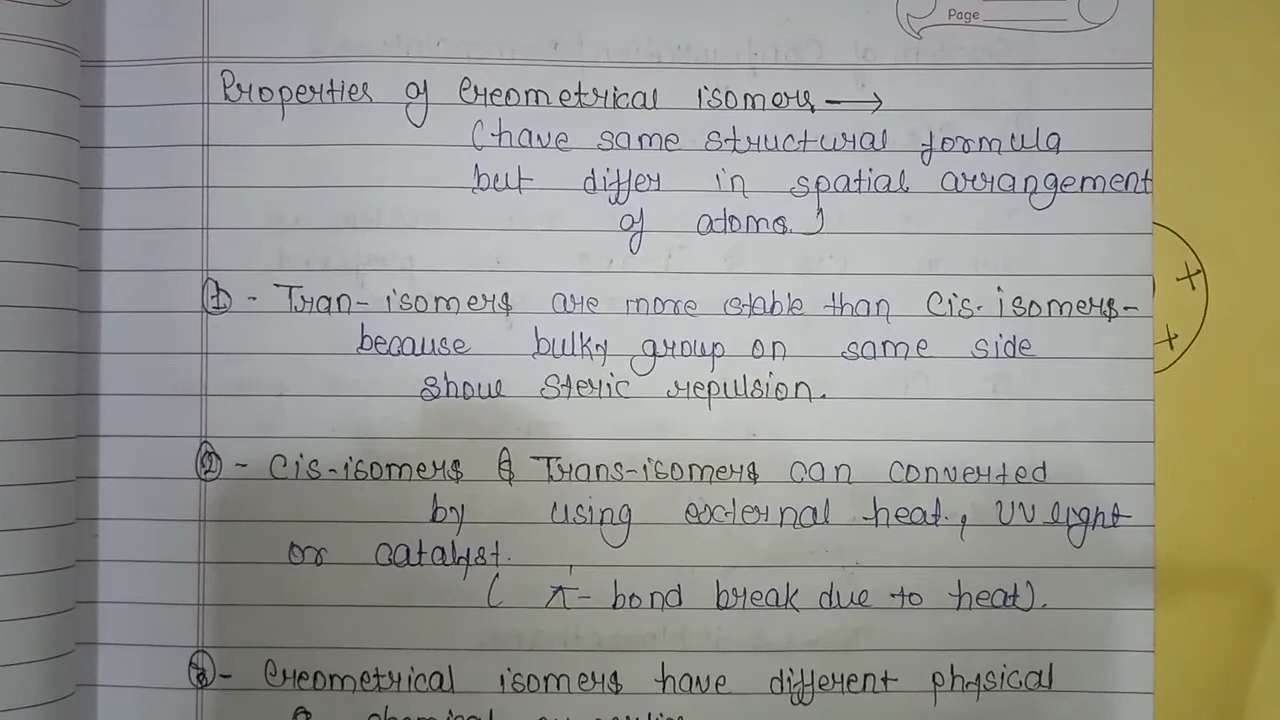 Page
Properties of Geometrical isomers →
(have same structural formula
but differ in spatial arrangement
of atoms.)
① - Tran-isomers are more stable than Cis-isomers-
because bulky group on same side
show steric repulsion.
② - Cis-isomers & Trans-isomers can converted
by using external heat, UV light
or catalyst.
( π- bond break due to heat).
③- Geometrical isomers have different physical
& chemical